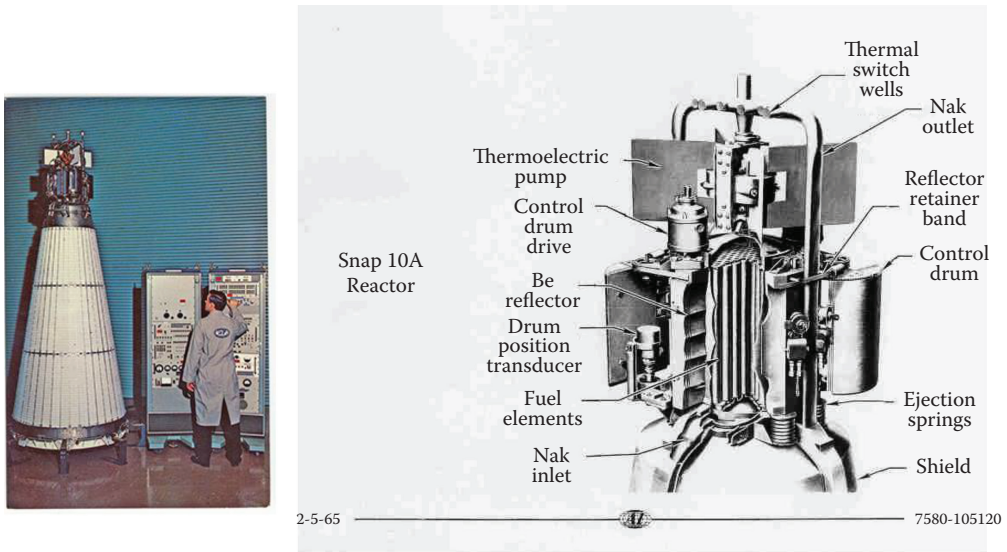 Thermal
switch
wells
Nak
outlet
Thermoelectric
pump
Reflector
retainer
band
Control
drum
drive
Control
drum
Snap 10A
Reactor
Be
reflector
Drum
position
transducer
Fuel
elements
Ejection
springs
Nak
inlet
Shield
2-5-65
7580-105120